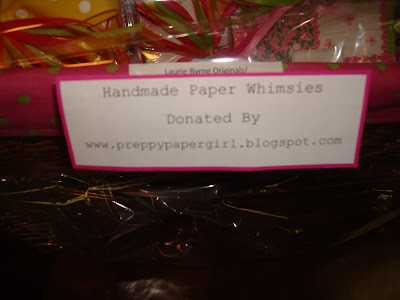 Laurie Byrne Originals/
Handmade Paper Whimsies
Donated By
www.preppypapergirl.blogspot.com